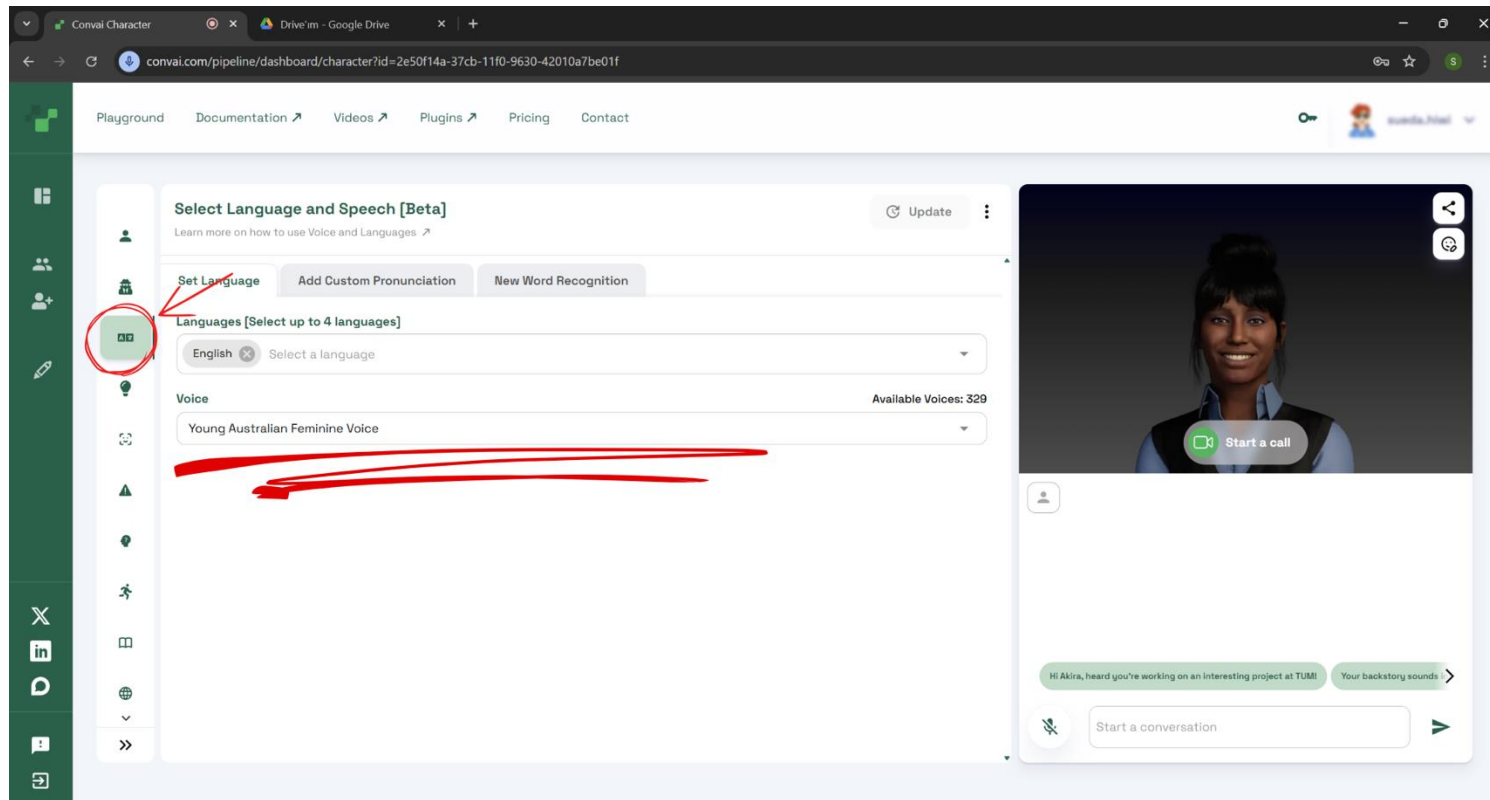 Convai Character
Drive'ım - Google Drive
convai.com/pipeline/dashboard/character?id=2e50f14a-37cb-11f0-9630-42010a7be01f
S
Playground Documentation Videos Plugins Pricing Contact
Select Language and Speech [Beta]
Update
Learn more on how to use Voice and Languages
Set Language Add Custom Pronunciation New Word Recognition
Languages [Select up to 4 languages]
English Select a language
Voice
Available Voices: 329
Young Australian Feminine Voice
Start a call
Hi Akira, heard you're working on an interesting project at TUM!
Your backstory sounds
Start a conversation
in